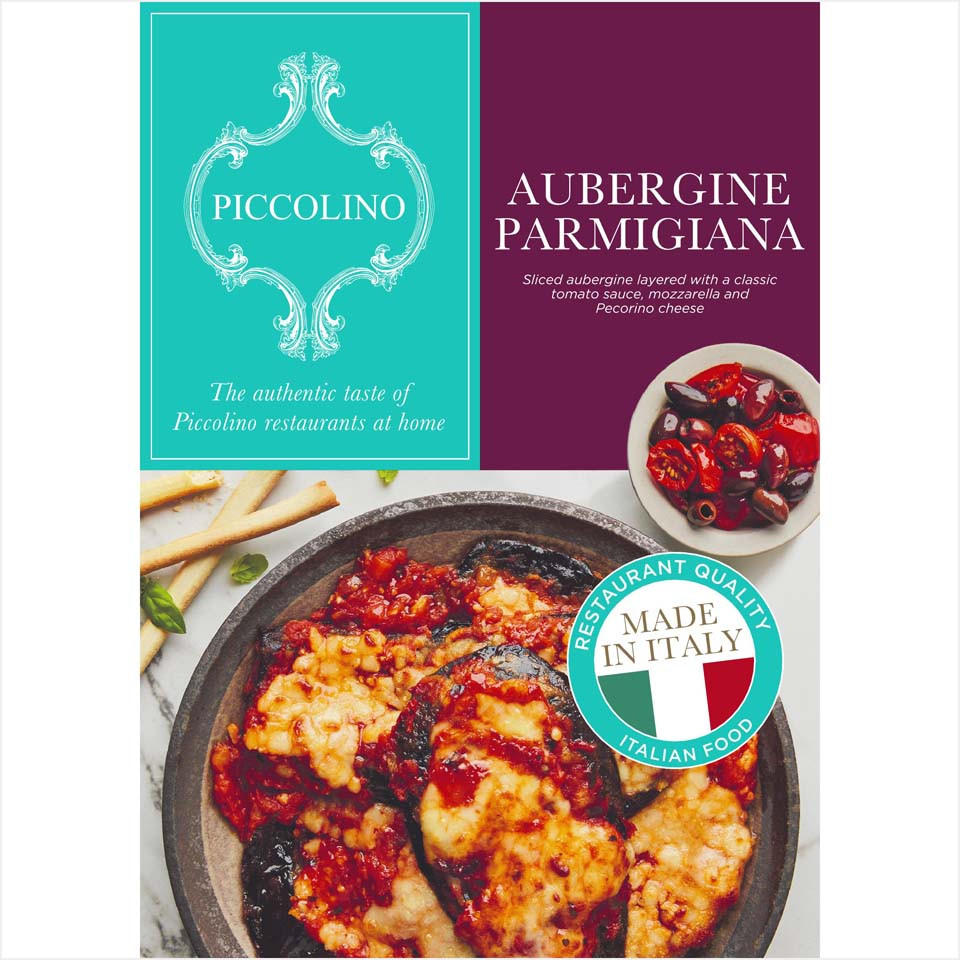 PICCOLINO
The authentic taste of
Piccolino restaurants at home
AUBERGINE
PARMIGIANA
Sliced aubergine layered with a classic
tomato sauce, mozzarella and
Pecorino cheese
RESTAURANT QUALITY
MADE
IN ITALY
ITALIAN FOOD